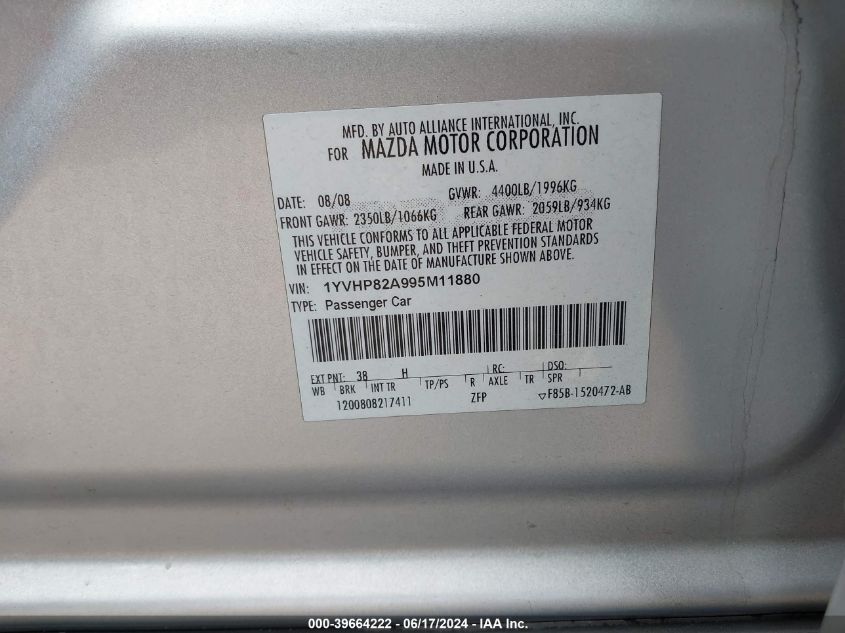 MFD. BY AUTO ALLIANCE INTERNATIONAL, INC.
FOR MAZDA MOTOR CORPORATION
MADE IN U.S.A.
DATE: 08/08 GVWR: 4400LB/1996KG
FRONT GAWR: 2350LB/1066KG REAR GAWR: 2059LB/934KG
THIS VEHICLE CONFORMS TO ALL APPLICABLE FEDERAL MOTOR
VEHICLE SAFETY, BUMPER, AND THEFT PREVENTION STANDARDS
IN EFFECT ON THE DATE OF MANUFACTURE SHOWN ABOVE.
VIN: 1YVHP82A995M11880
TYPE: Passenger Car
EXT PNT: 38 H RC: DSO:
WB BRK INT TR TP/PS R AXLE TR SPR
1200808217411 ZFP ▽F85B-1520472-AB
000-39664222 - 06/17/2024 - IAA Inc.